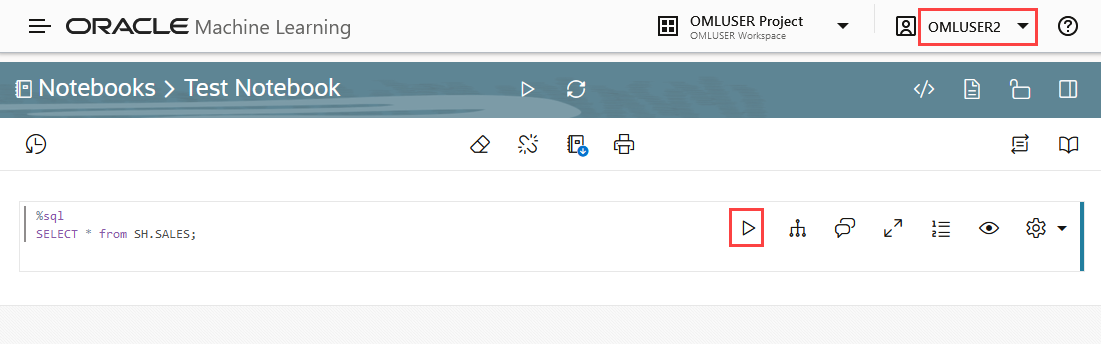 ORACLE Machine Learning
OMLUSER Project
OMLUSER Workspace
OMLUSER2
Notebooks > Test Notebook
%sql
SELECT * from SH.SALES;